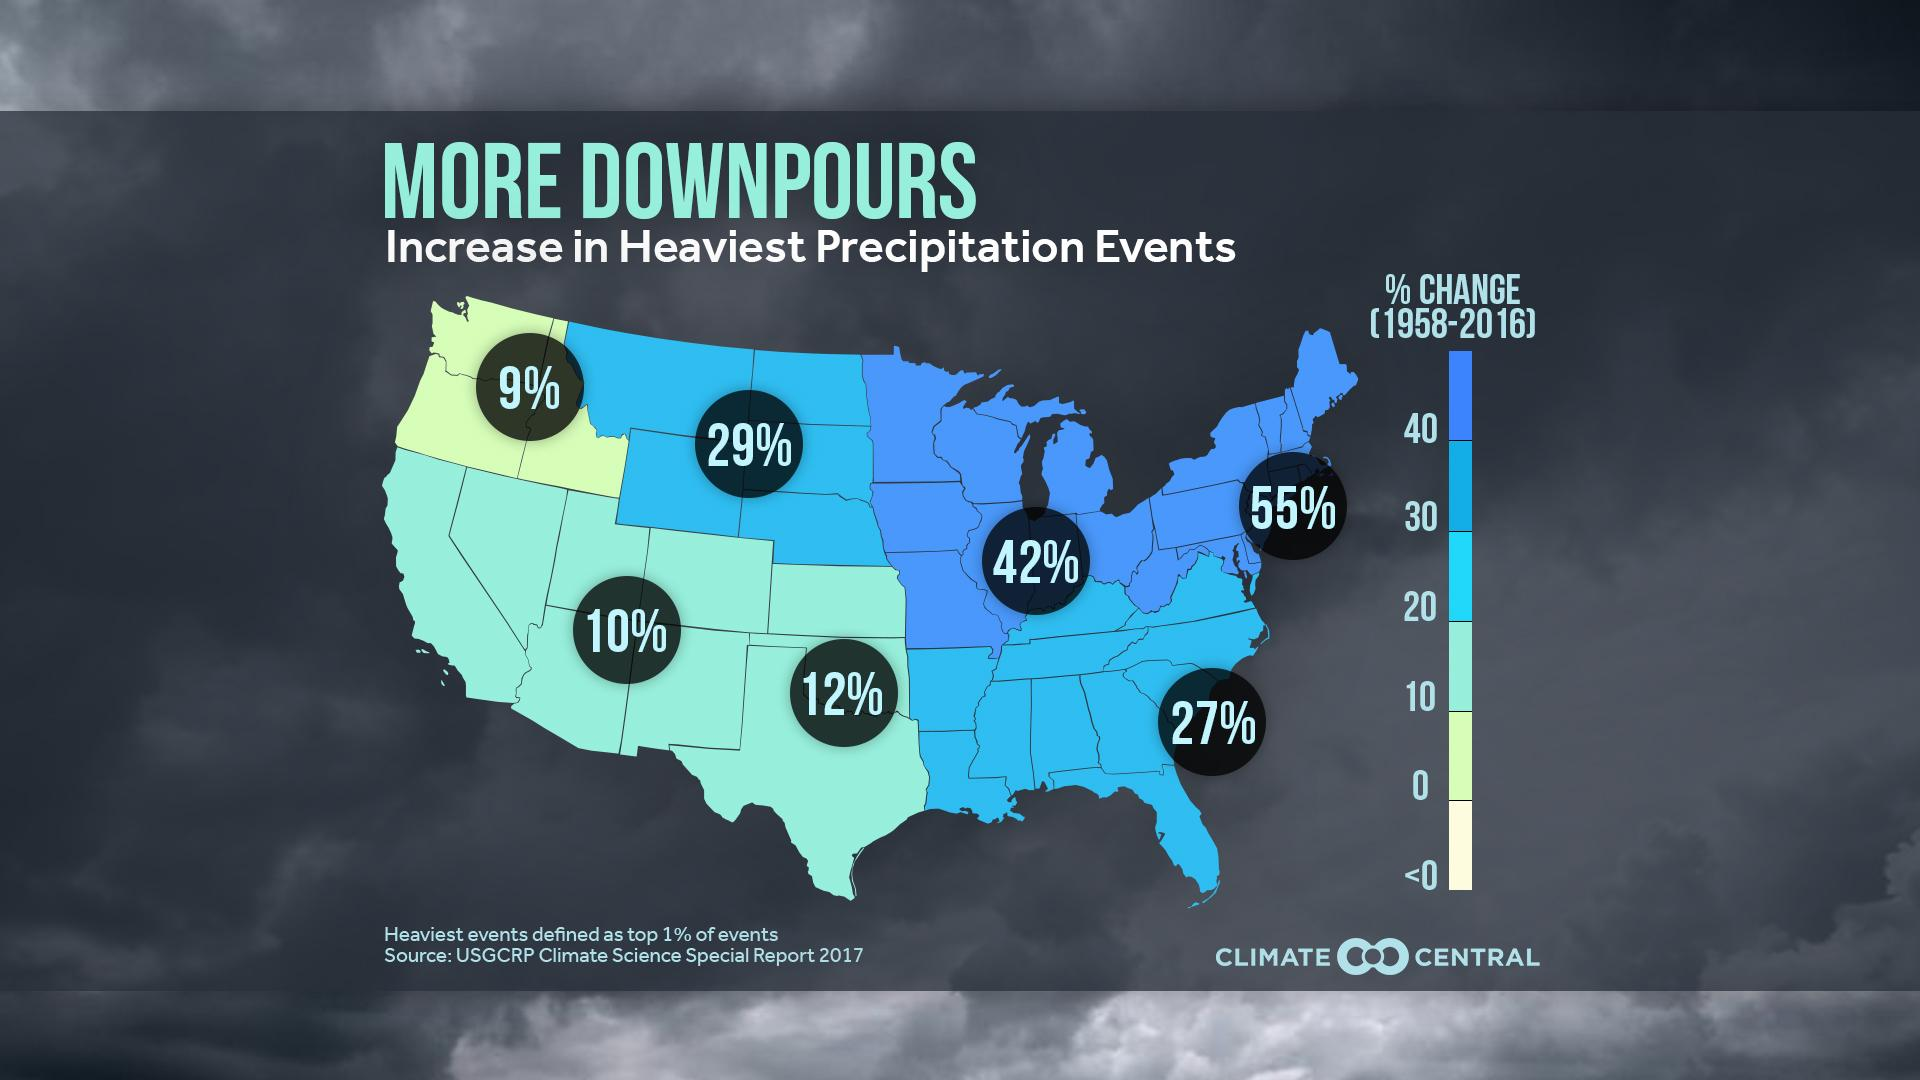 MORE DOWNPOURS
Increase in Heaviest Precipitation Events
% CHANGE
(1958-2016)
9%
29%
55%
42%
10%
12%
27%
40
30
20
10
0
<0
Heaviest events defined as top 1% of events
Source: USGCRP Climate Science Special Report 2017
CLIMATE CENTRAL